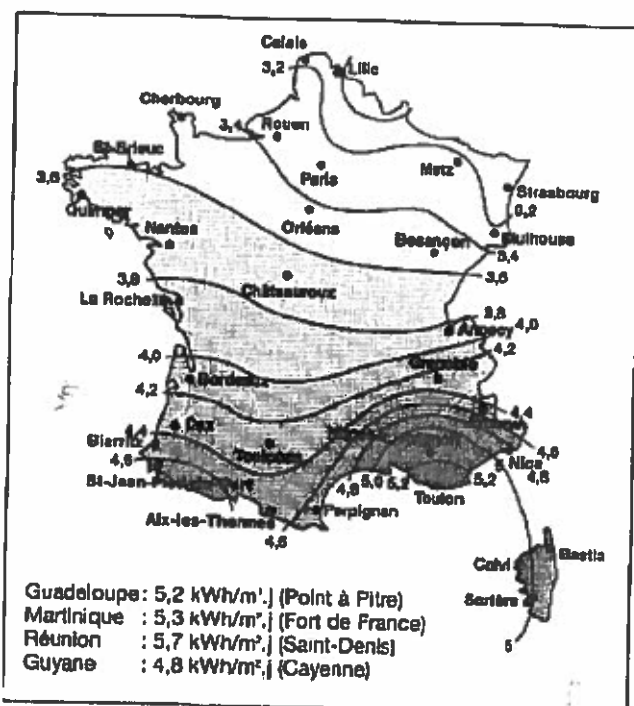 Calais
3,2
Lille
Cherbourg
3,4
Rouen
St-Brieuc
Metz
Paris
3,6
Strasbourg
Quimper
3,2
Orléans
Mulhouse
Nantes
Besançon
3,4
3,6
3,8
Châteauroux
La Rochelle
3,8
4,0
Annecy
4,2
4,0
Grenoble
Bordeaux
4,2
4,4
Dax
4,4
Biarritz
Toulouse
4,6
4,6
Nice
4,8
5,0
5,2
5,2
4,8
St-Jean-Pied-de-Port
Toulon
Aix-les-Thermes
Perpignan
4,6
Bastia
Calvi
Sartène
5
Guadeloupe : 5,2 kWh/m².j (Point à Pitre)
Martinique : 5,3 kWh/m².j (Fort de France)
Réunion : 5,7 kWh/m².j (Saint-Denis)
Guyane : 4,8 kWh/m².j (Cayenne)